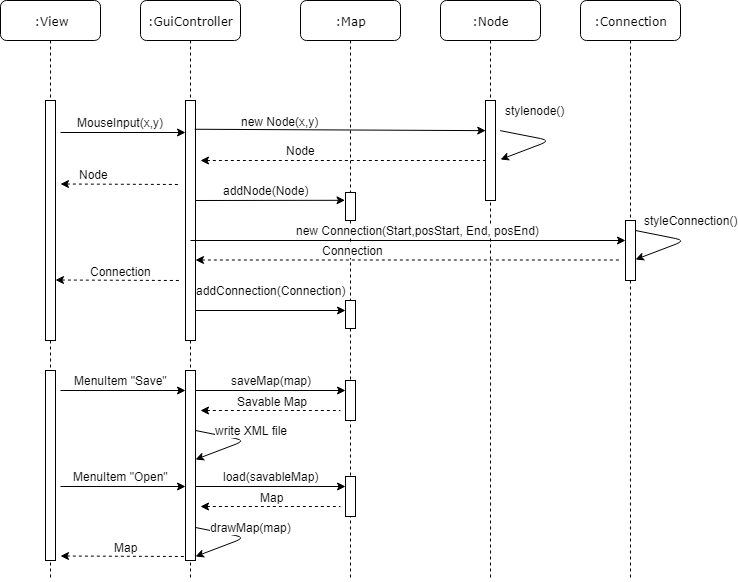 :View
:GuiController
:Map
:Node
:Connection
stylenode()
MouseInput(x,y)
new Node(x,y)
Node
Node
addNode(Node)
styleConnection()
new Connection(Start,posStart, End, posEnd)
Connection
Connection
addConnection(Connection)
MenuItem "Save"
saveMap(map)
Savable Map
write XML file
MenuItem "Open"
load(savableMap)
Map
drawMap(map)
Map